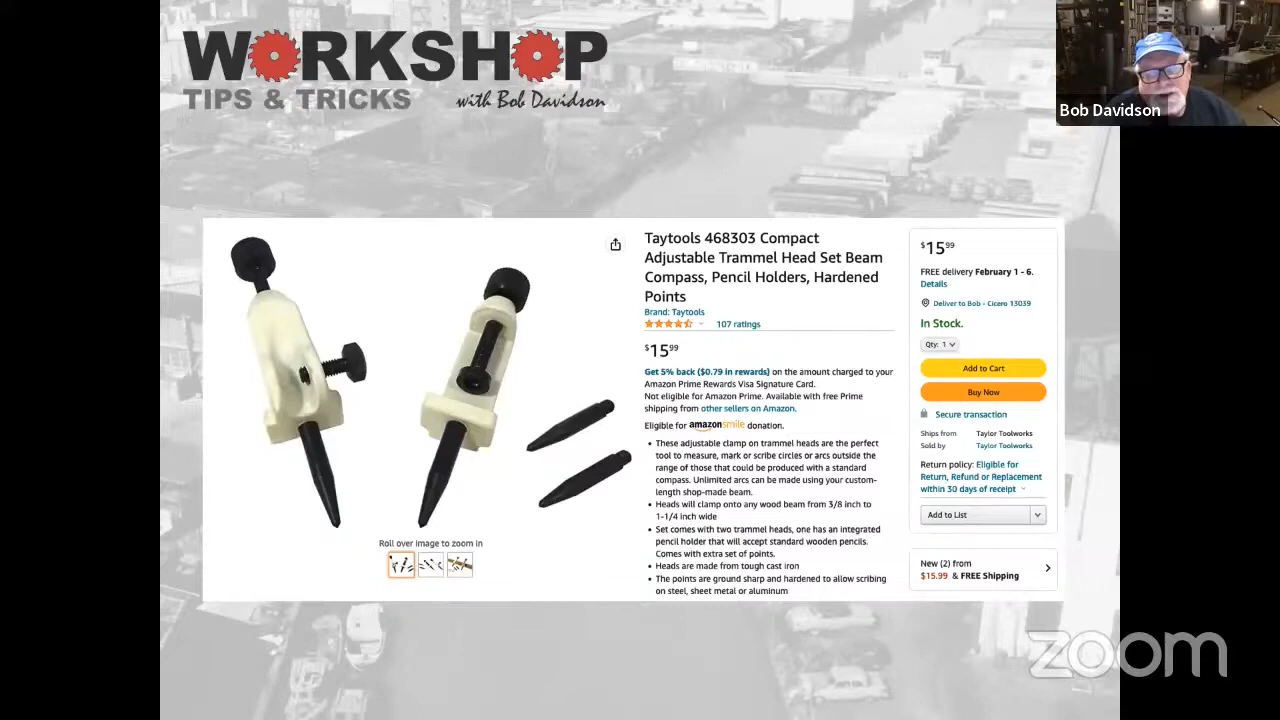 WORKSHOP
TIPS & TRICKS
with Bob Davidson
Bob Davidson
Taytools 468303 Compact
Adjustable Trammel Head Set Beam
Compass, Pencil Holders, Hardened
Points
Brand: Taytools
107 ratings
$15.99
Get 5% back ($0.79 in rewards) on the amount charged to your
Amazon Prime Rewards Visa Signature Card.
Not eligible for Amazon Prime. Available with free Prime
shipping from other sellers on Amazon.
Eligible for amazonsmile donation.
• These adjustable clamp on trammel heads are the perfect
tool to measure, mark or scribe circles or arcs outside the
range of those that could be produced with a standard
compass. Unlimited arcs can be made using your custom-
length shop-made beam.
• Heads will clamp onto any wood beam from 3/8 inch to
1-1/4 inch wide
• Set comes with two trammel heads, one has an integrated
pencil holder that will accept standard wooden pencils.
Comes with extra set of points.
• Heads are made from tough cast iron
• The points are ground sharp and hardened to allow scribing
on steel, sheet metal or aluminum
Roll over image to zoom in
$15.99
FREE delivery February 1 - 6.
Details
Deliver to Bob - Cicero 13039
In Stock.
Qty: 1
Add to Cart
Buy Now
Secure transaction
Ships from Taylor Toolworks
Sold by Taylor Toolworks
Return policy: Eligible for
Return, Refund or Replacement
within 30 days of receipt
Add to List
New (2) from
$15.99 & FREE Shipping
zoom